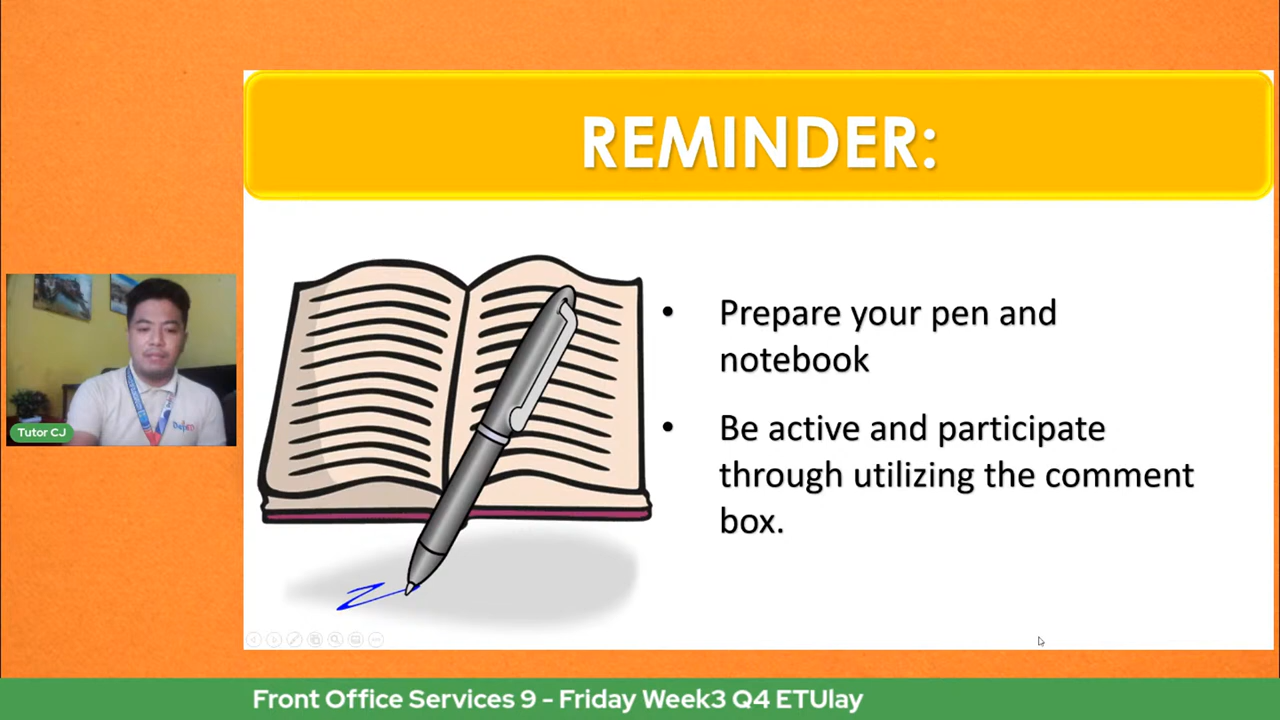 REMINDER:
• Prepare your pen and
notebook
• Be active and participate
through utilizing the comment
box.
Tutor CJ
DepED
Front Office Services 9 - Friday Week3 Q4 ETUlay